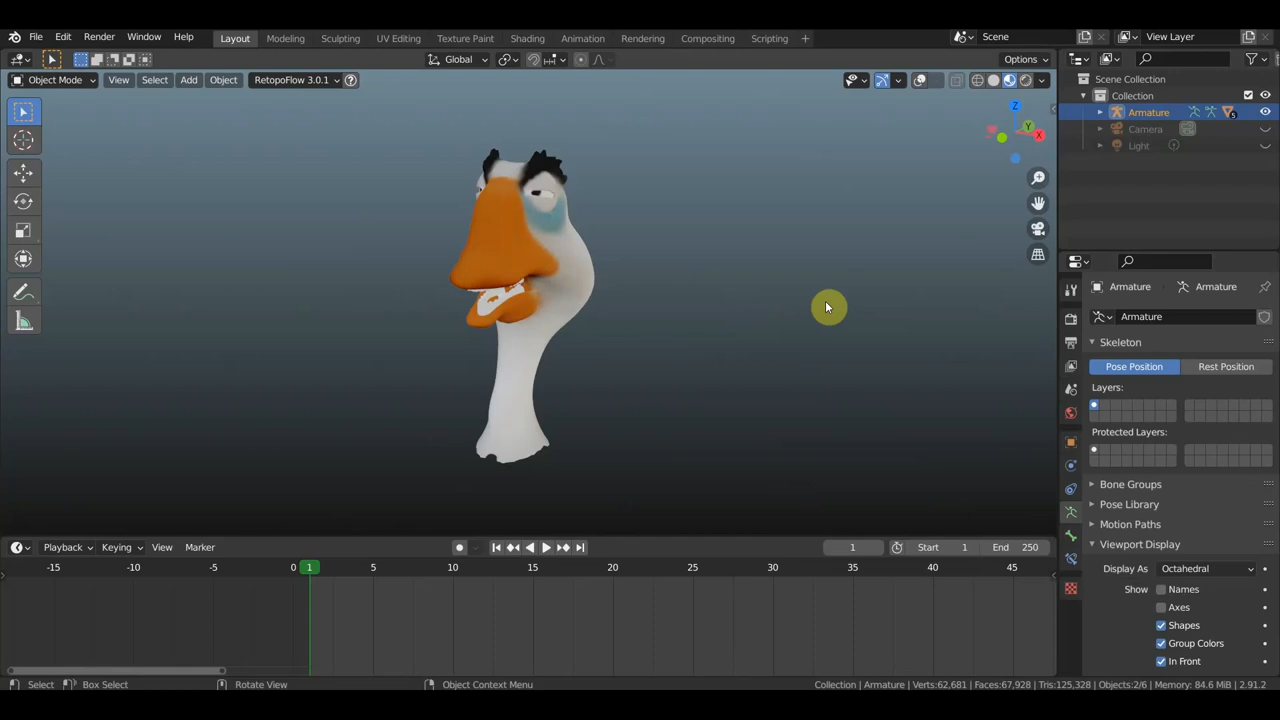 File Edit Render Window Help Layout Modeling Sculpting UV Editing Texture Paint Shading Animation Rendering Compositing Scripting + Scene View Layer
Global Options
Object Mode View Select Add Object RetopoFlow 3.0.1
Scene Collection
Collection
Armature 5
Camera
Light
Z
Y
X
Armature Armature
Armature
Skeleton
Pose Position Rest Position
Layers:
Protected Layers:
Bone Groups
Pose Library
Motion Paths
Viewport Display
Display As Octahedral
Show Names
Axes
Shapes
Group Colors
In Front
Playback Keying View Marker 1 Start 1 End 250
-15 -10 -5 0 1 5 10 15 20 25 30 35 40 45
Select Box Select Rotate View Object Context Menu Collection | Armature | Verts:62,681 | Faces:67,928 | Tris:125,328 | Objects:2/6 | Memory: 84.6 MiB | 2.91.2